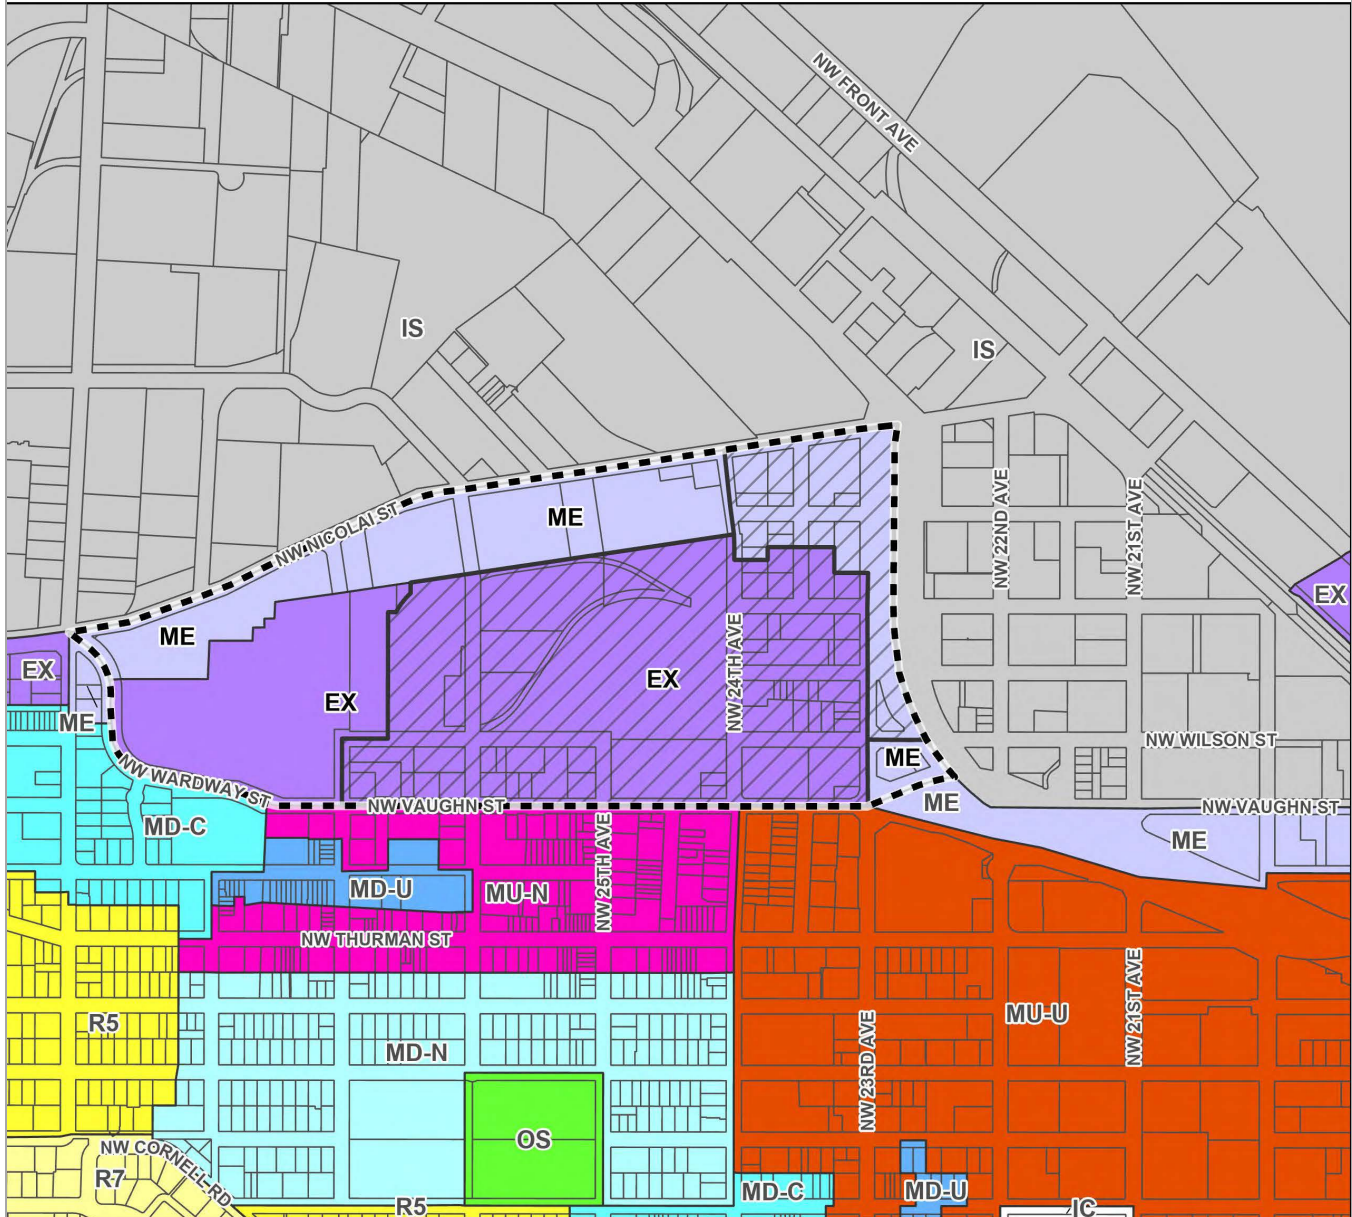 NW FRONT AVE
IS
IS
NW 22ND AVE
NW 21ST AVE
ME
NW NICOLAI ST
EX
ME
EX
EX
EX
NW 24TH AVE
ME
ME
NW WILSON ST
NW WARDWAY ST
NW VAUGHN ST
ME
NW VAUGHN ST
MD-C
ME
NW 25TH AVE
MD-U
MU-N
NW THURMAN ST
R5
MU-U
NW 21ST AVE
MD-N
NW 23RD AVE
OS
NW CORNELL RD
R7
MD-C
MD-U
R5
IC